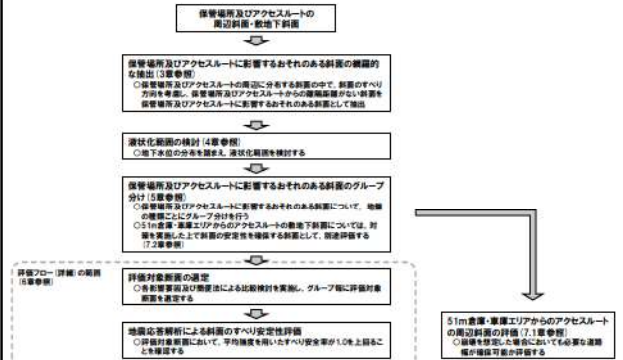 保管場所及びアクセスルートの
周辺斜面・敷地下斜面
保管場所及びアクセスルートに影響するおそれのある斜面の網羅的
な抽出(3章参照)
○保管場所及びアクセスルートの周辺に分布する斜面の中で、斜面のすべり
方向を考慮し、保管場所及びアクセスルートからの離隔距離がない斜面を
保管場所及びアクセスルートに影響するおそれのある斜面として抽出
液状化範囲の検討(4章参照)
○地下水位の分布を踏まえ、液状化範囲を検討する
保管場所及びアクセスルートに影響するおそれのある斜面のグループ
分け(5章参照)
○保管場所及びアクセスルートに影響するおそれのある斜面について、地盤
の種類ごとにグループ分けを行う
○51m倉庫・車庫エリアからのアクセスルートの敷地下斜面については、対
策を実施した上で斜面の安定性を確保する斜面として、別途評価する
(7.2章参照)
評価フロー(詳細)の範囲
(6章参照)
評価対象断面の選定
○各影響要因及び簡便法による比較検討を実施し、グループ毎に評価対象
断面を選定する
地震応答解析による斜面のすべり安定性評価
○評価対象断面において、平均強度を用いたすべり安全率が1.0を上回るこ
とを確認する
51m倉庫・車庫エリアからのアクセスルート
の周辺斜面の評価(7.1章参照)
○崩壊を想定した場合においても必要な道路
幅が確保可能か評価する